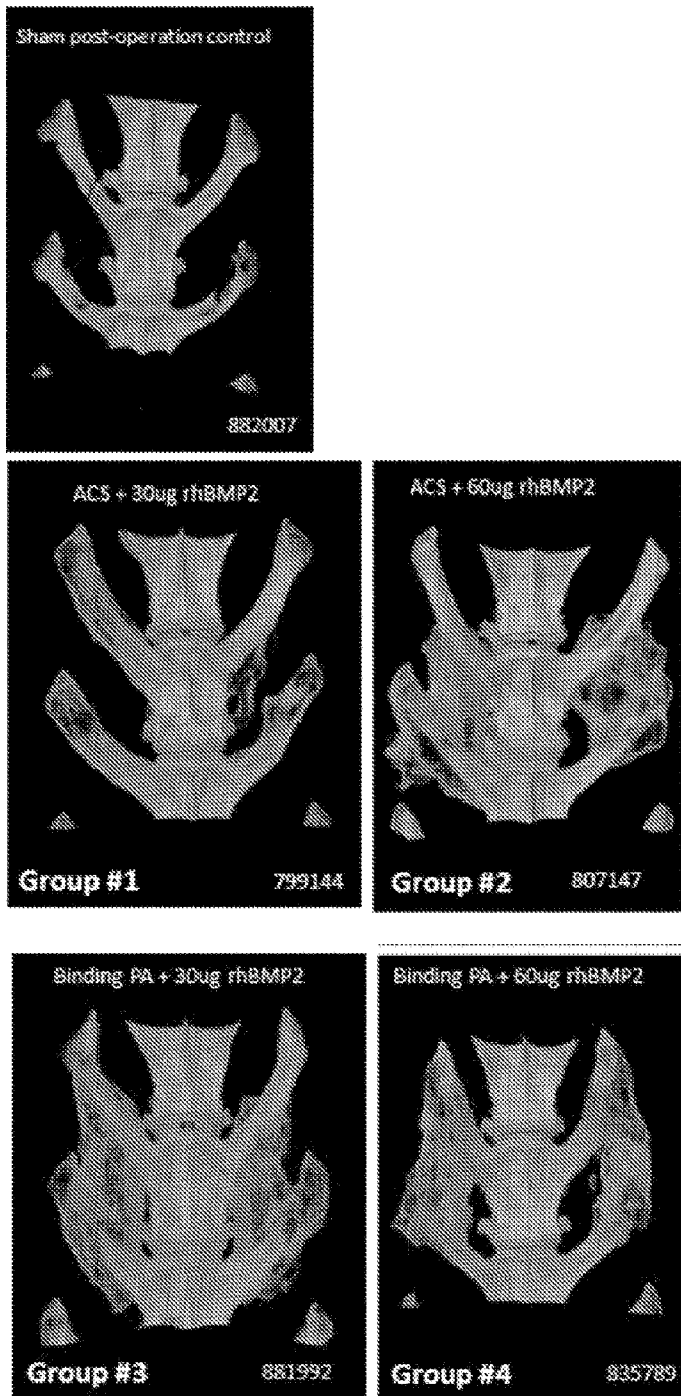 Sham post-operation control
882007
ACS + 30ug rhBMP2
Group #1 799144
ACS + 60ug rhBMP2
Group #2 807147
Binding PA + 30ug rhBMP2
Group #3 881992
Binding PA + 60ug rhBMP2
Group #4 835789